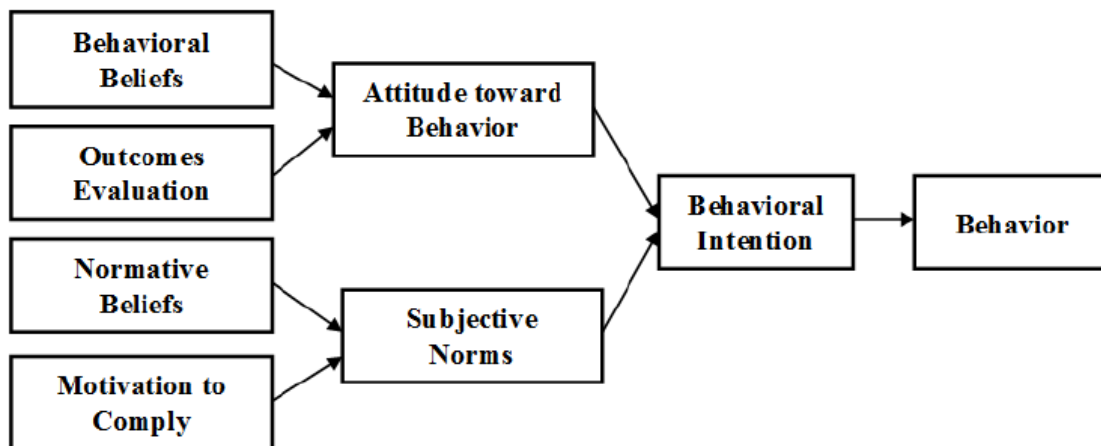 Behavioral
Beliefs
Outcomes
Evaluation
Normative
Beliefs
Motivation to
Comply
Attitude toward
Behavior
Subjective
Norms
Behavioral
Intention
Behavior